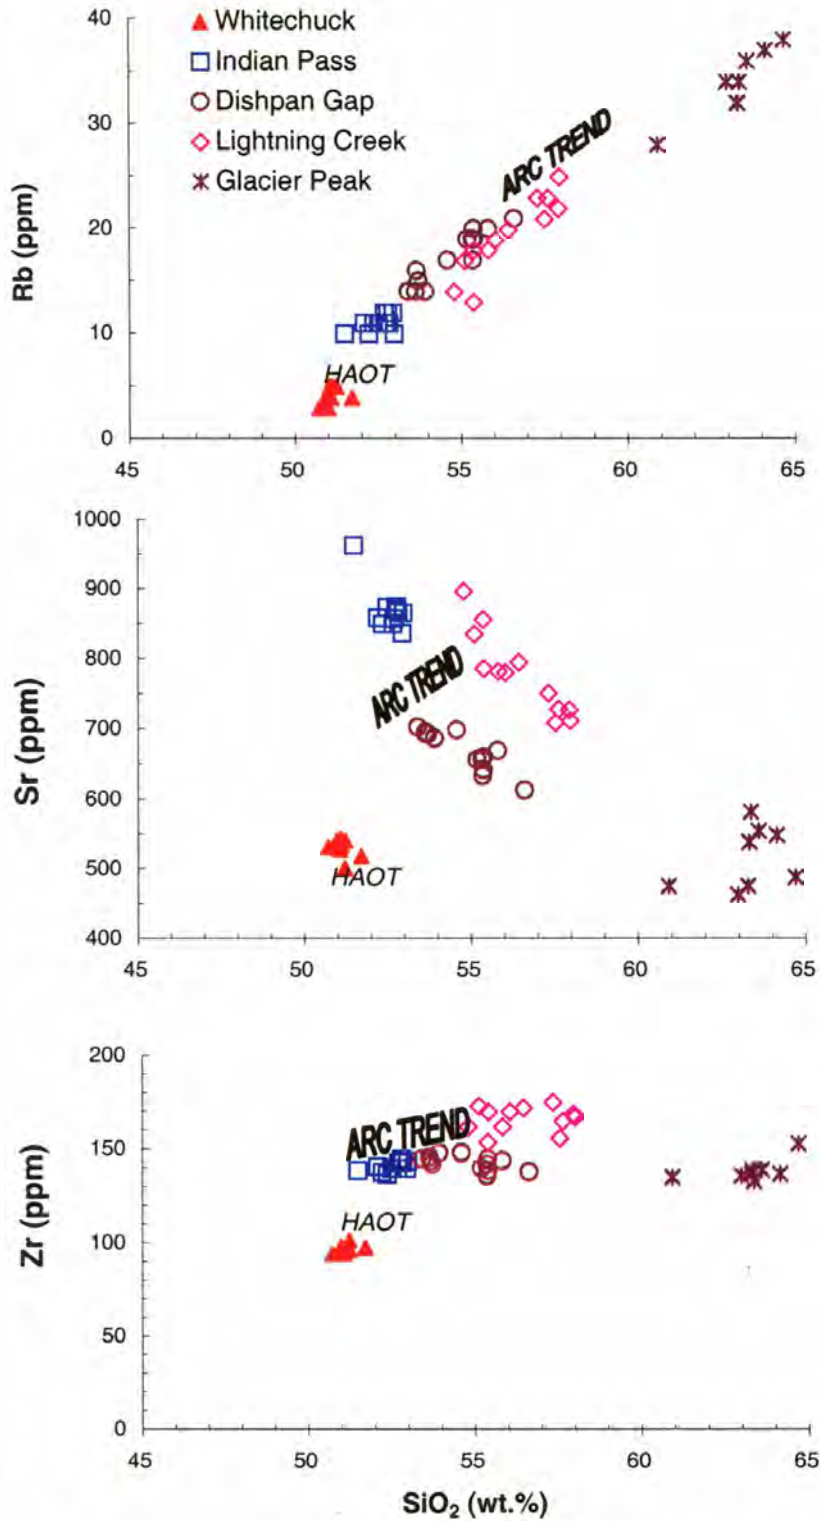 40
Whitechuck
Indian Pass
Dishpan Gap
30
Lightning Creek
ARC TREND
Glacier Peak
Rb (ppm)
20
10
HAOT
0
45 50 55 60 65
1000
900
800
ARC TREND
Sr (ppm)
700
600
500
HAOT
400
45 50 55 60 65
200
ARC TREND
150
Zr (ppm)
HAOT
100
50
0
45 50 55 60 65
SiO₂ (wt.%)